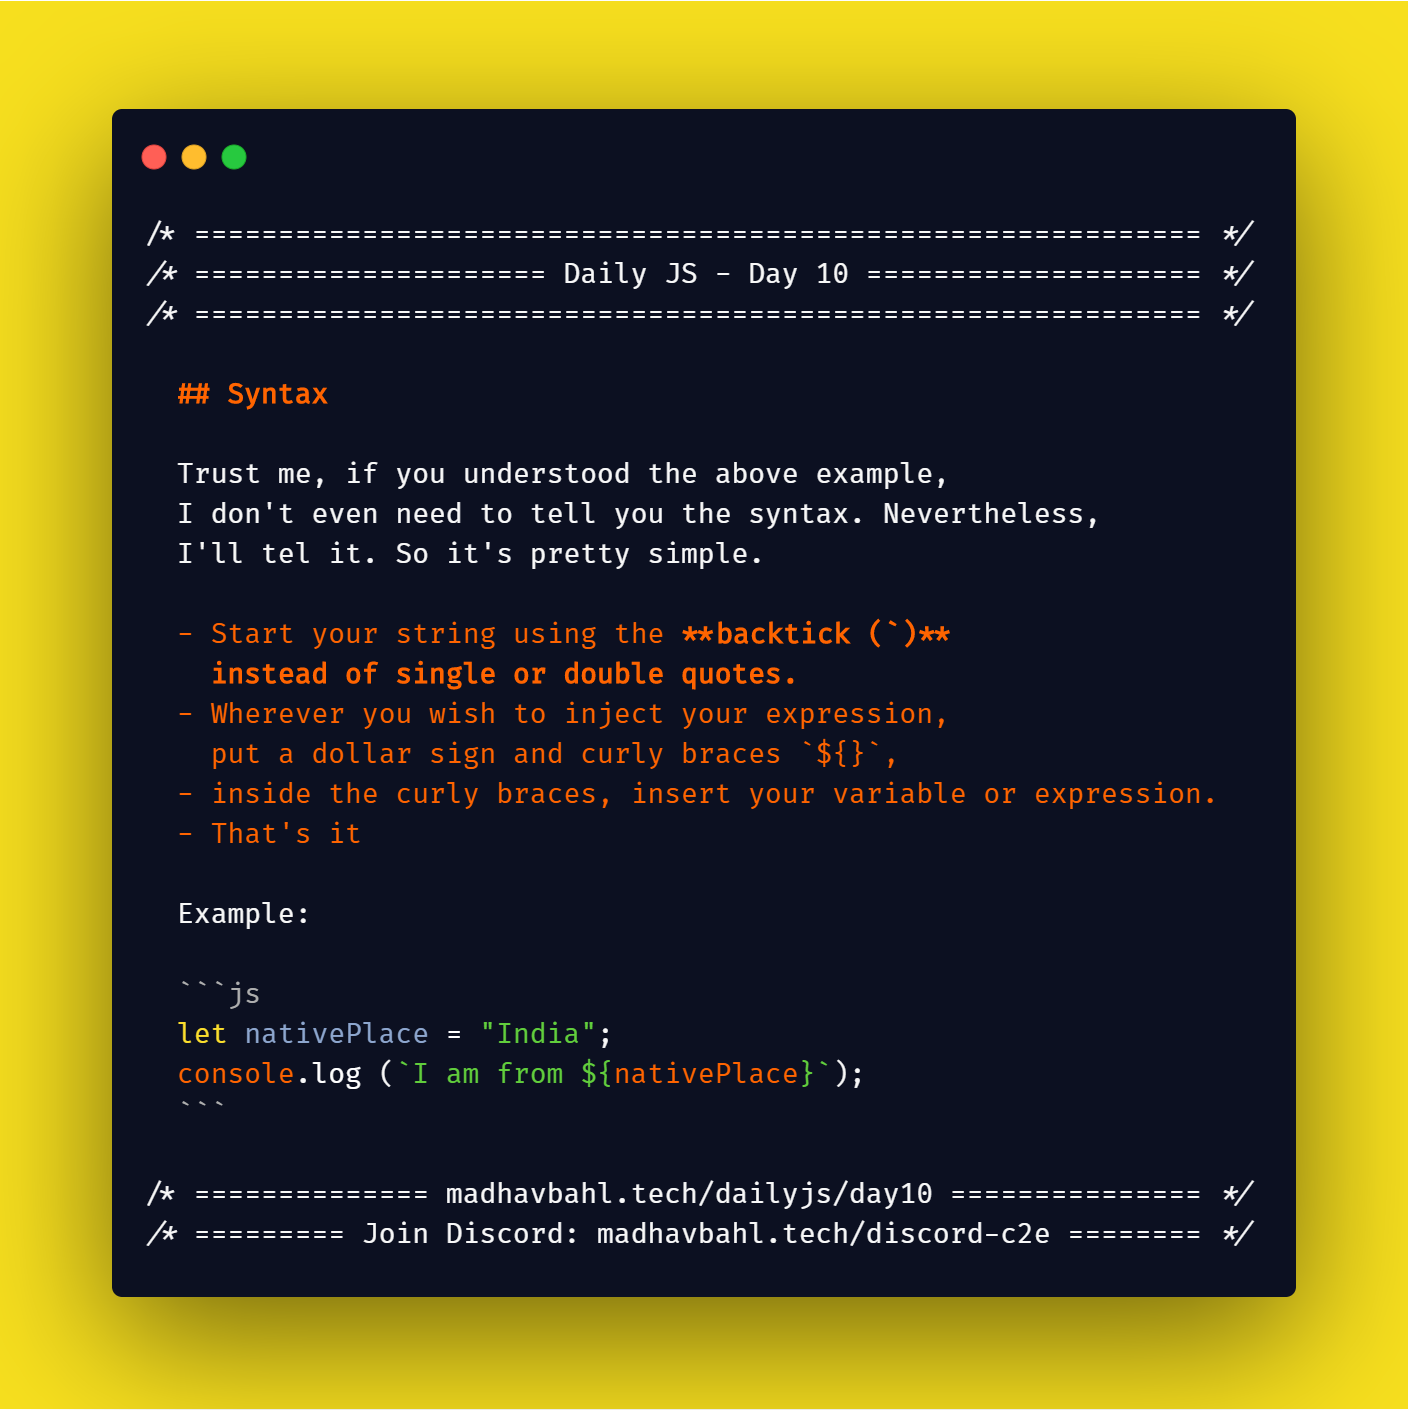 /* ============================================================ */
/* ===================== Daily JS - Day 10 ==================== */
/* ============================================================ */
## Syntax
Trust me, if you understood the above example,
I don't even need to tell you the syntax. Nevertheless,
I'll tel it. So it's pretty simple.
- Start your string using the **backtick (`)**
instead of single or double quotes.
- Wherever you wish to inject your expression,
put a dollar sign and curly braces `${}`,
- inside the curly braces, insert your variable or expression.
- That's it
Example:
```js
let nativePlace = "India";
console.log (`I am from ${nativePlace}`);
```
/* ============== madhavbahl.tech/dailyjs/day10 =============== */
/* ========= Join Discord: madhavbahl.tech/discord-c2e ======== */